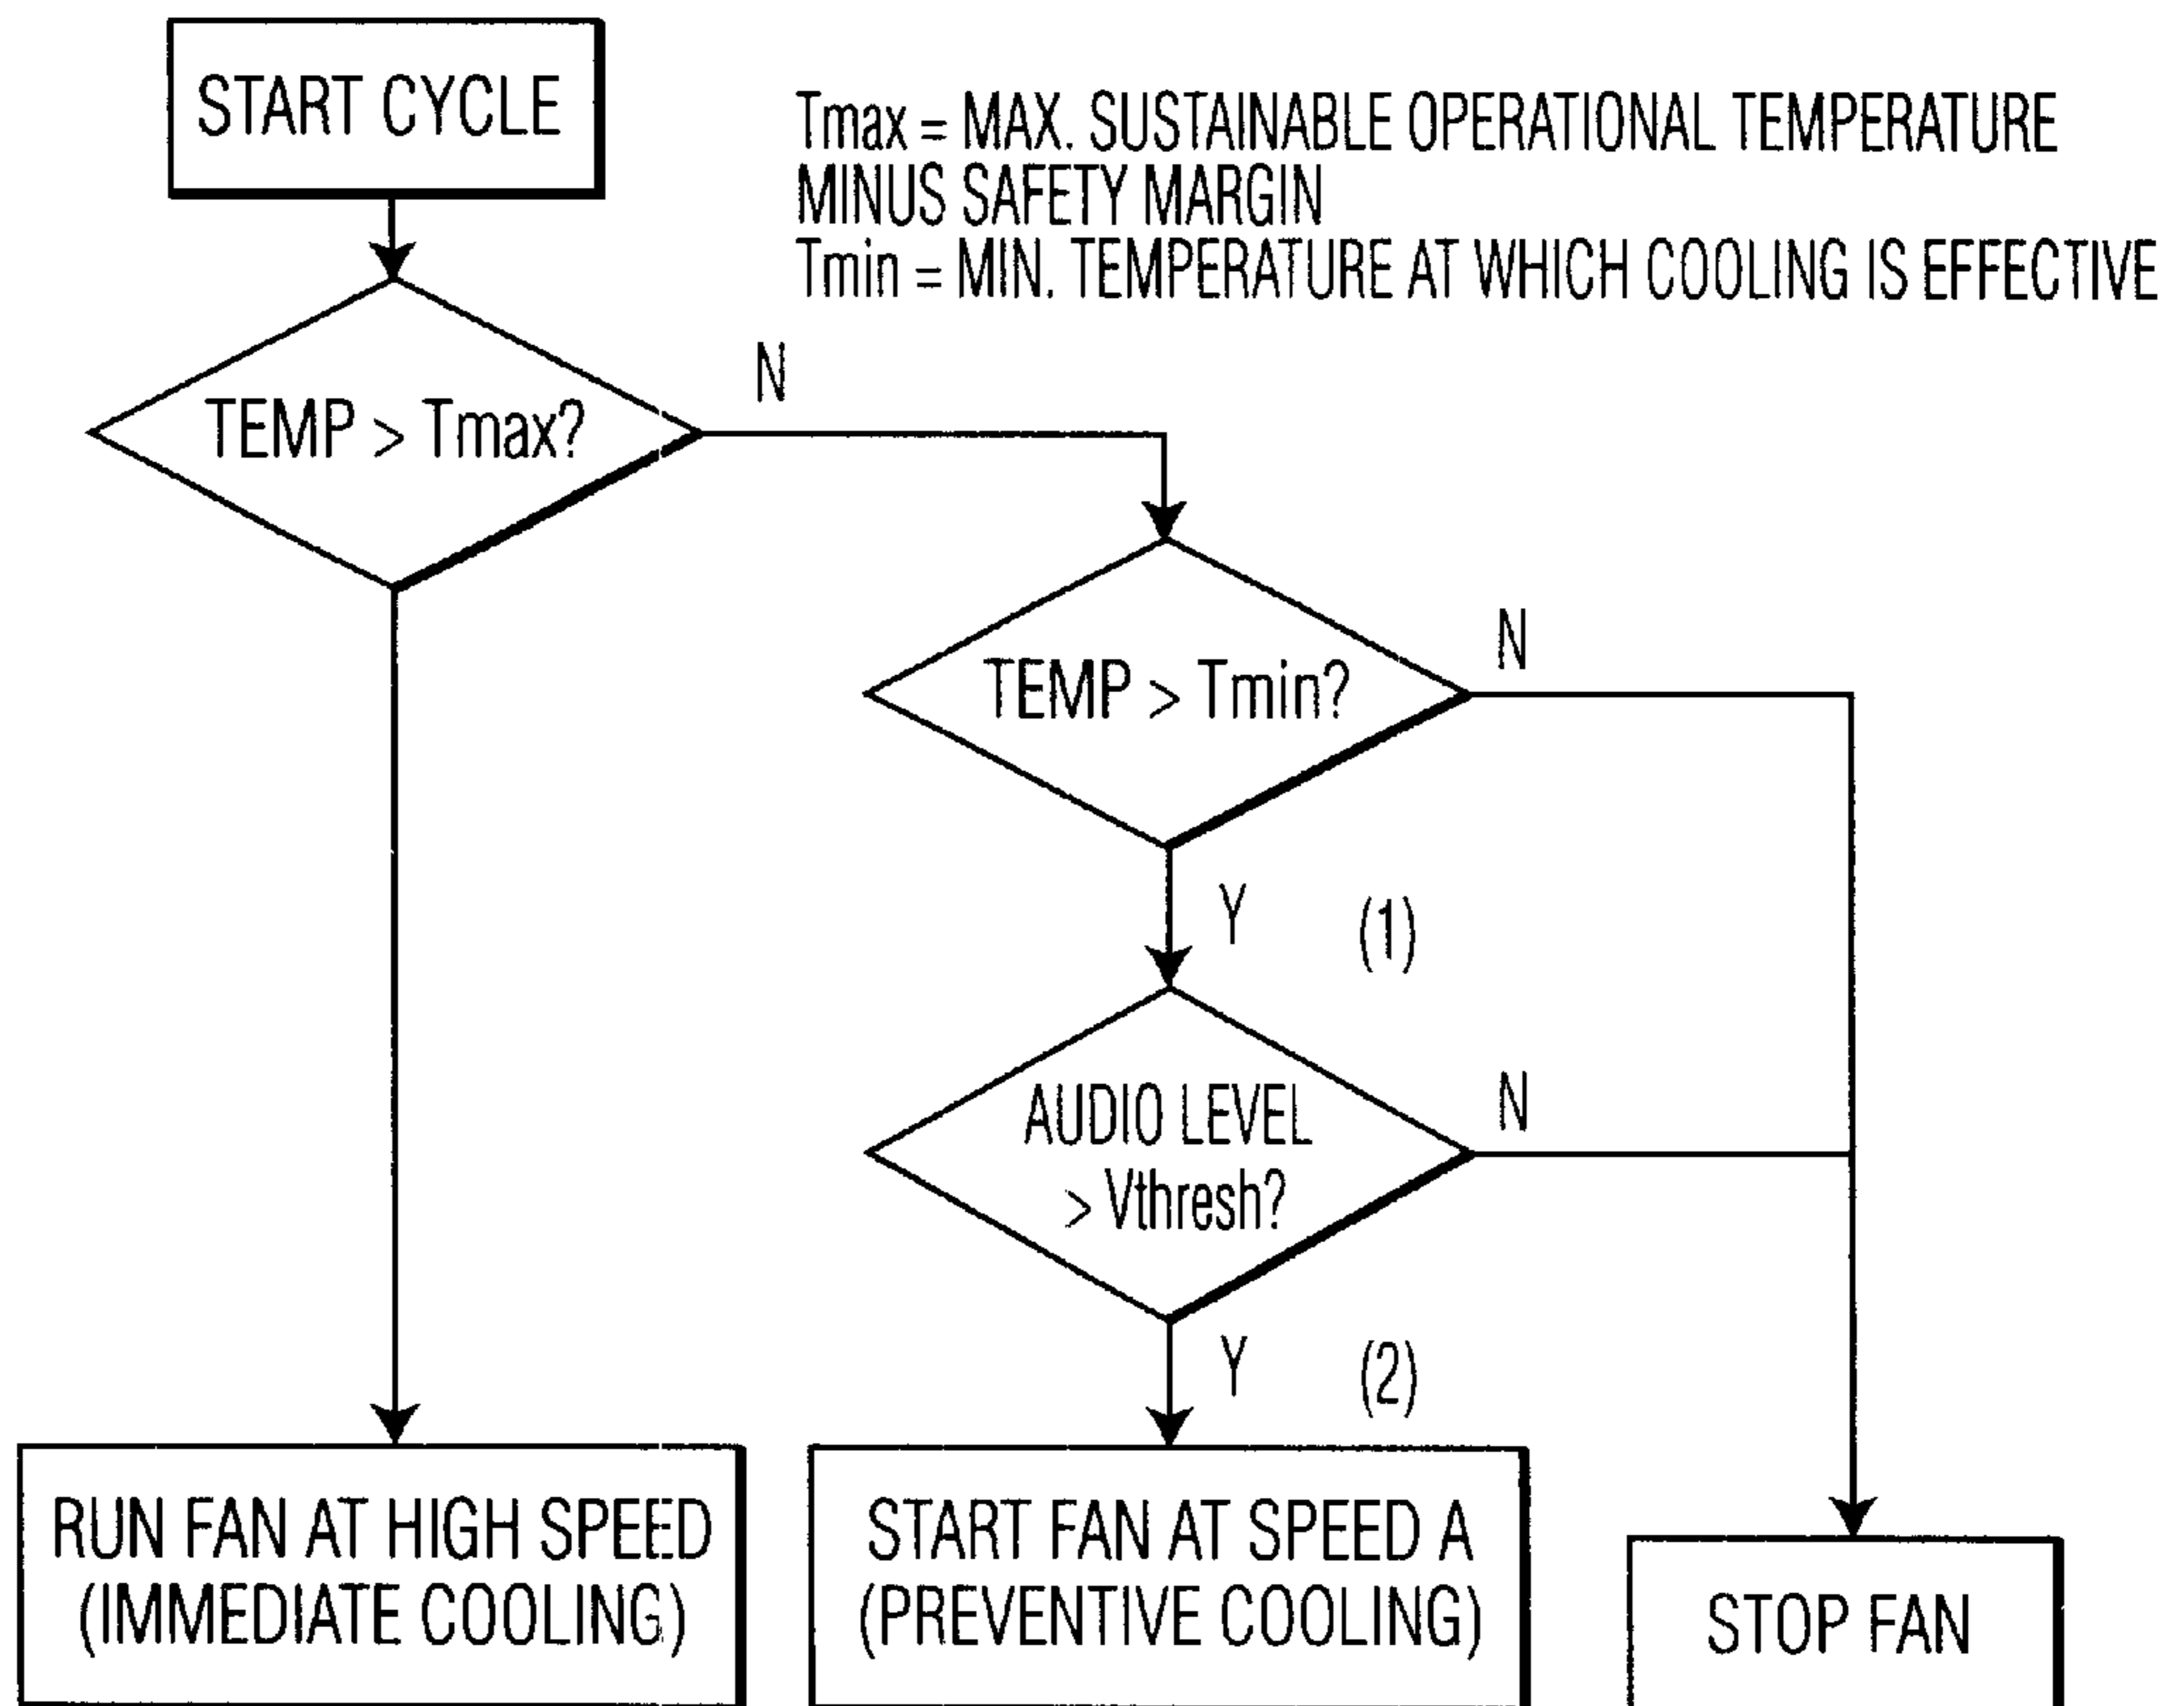 START CYCLE
Tmax = MAX. SUSTAINABLE OPERATIONAL TEMPERATURE
MINUS SAFETY MARGIN
Tmin = MIN. TEMPERATURE AT WHICH COOLING IS EFFECTIVE
TEMP > Tmax?
N
TEMP > Tmin?
N
Y
(1)
AUDIO LEVEL
> Vthresh?
N
Y
(2)
RUN FAN AT HIGH SPEED
(IMMEDIATE COOLING)
START FAN AT SPEED A
(PREVENTIVE COOLING)
STOP FAN